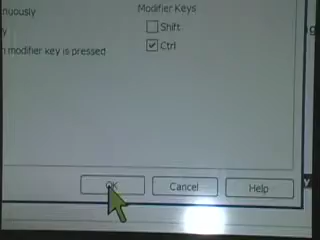 Modifier Keys
nuously
Shift
y
Ctrl
n modifier key is pressed
OK
Cancel
Help